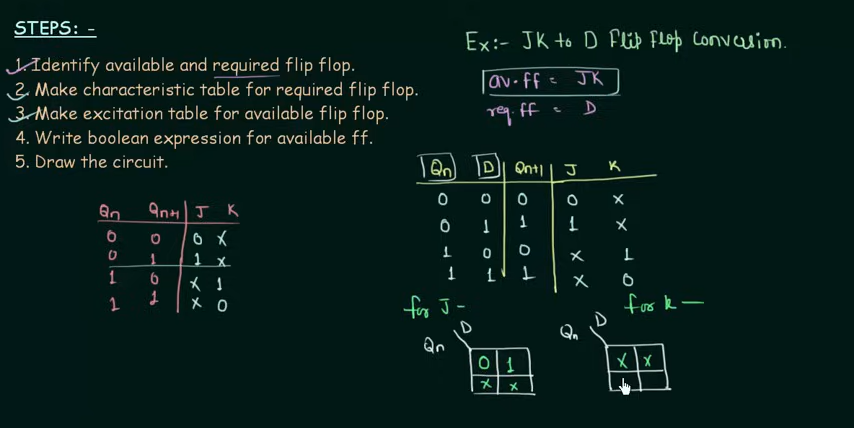 STEPS: -
1. Identify available and required flip flop.
2. Make characteristic table for required flip flop.
3. Make excitation table for available flip flop.
4. Write boolean expression for available ff.
5. Draw the circuit.
Qn Qn+1 J K
0 0 0 x
0 1 1 x
1 0 x 1
1 1 x 0
Ex:- JK to D Flip Flop Conversion.
av. ff = JK
req. ff = D
Qn D Qn+1 J K
0 0 0 0 x
0 1 1 1 x
1 0 0 x 1
1 1 1 x 0
for J -
D
Qn
0 1
x x
for K —
D
Qn
x x